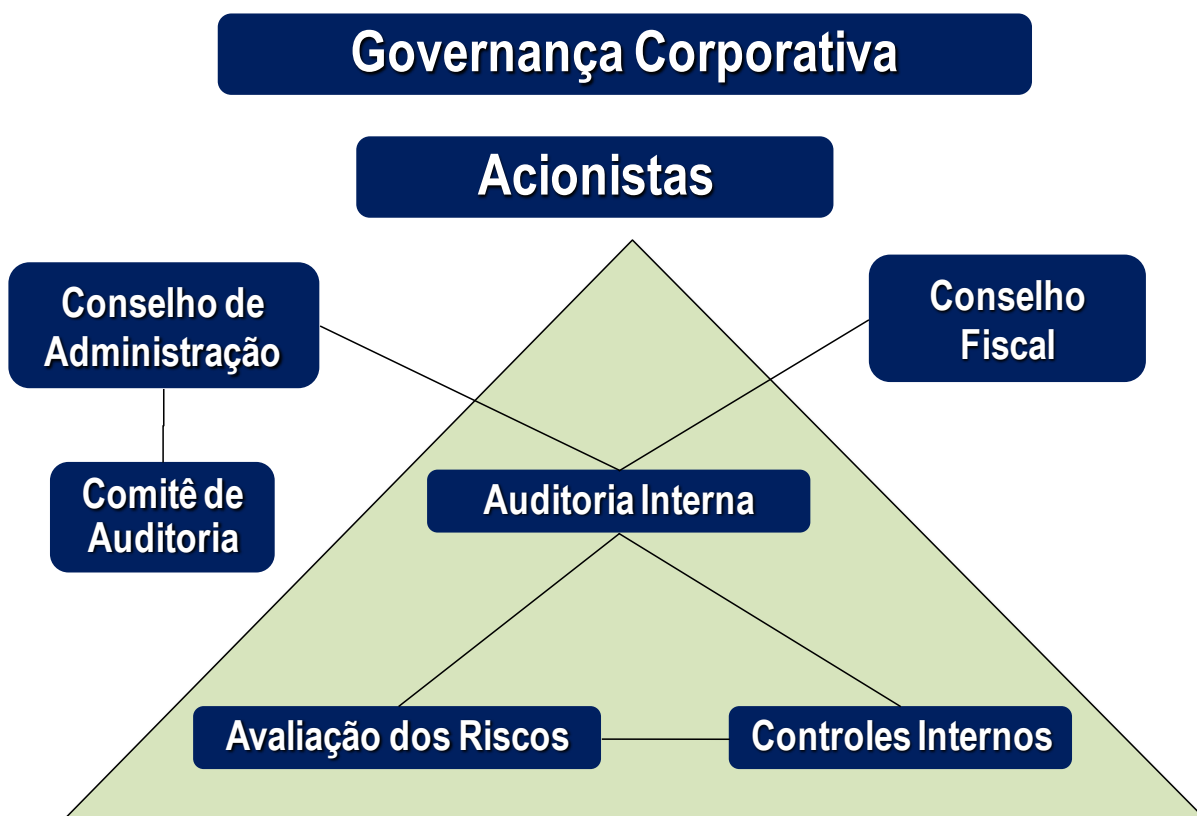 Governança Corporativa
Acionistas
Conselho de
Administração
Conselho
Fiscal
Comitê de
Auditoria
Auditoria Interna
Avaliação dos Riscos
Controles Internos